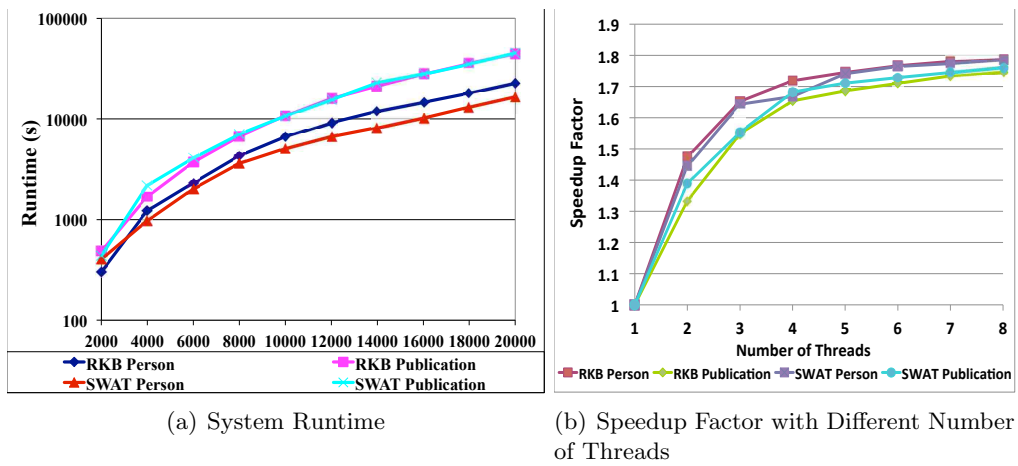 100000
10000
1000
100
Runtime (s)
2000 4000 6000 8000 10000 12000 14000 16000 18000 20000
RKB Person
RKB Publication
SWAT Person
SWAT Publication
(a) System Runtime
1.9
1.8
1.7
1.6
1.5
1.4
1.3
1.2
1.1
1
Speedup Factor
1 2 3 4 5 6 7 8
Number of Threads
RKB Person RKB Publication SWAT Person SWAT Publication
(b) Speedup Factor with Different Number
of Threads